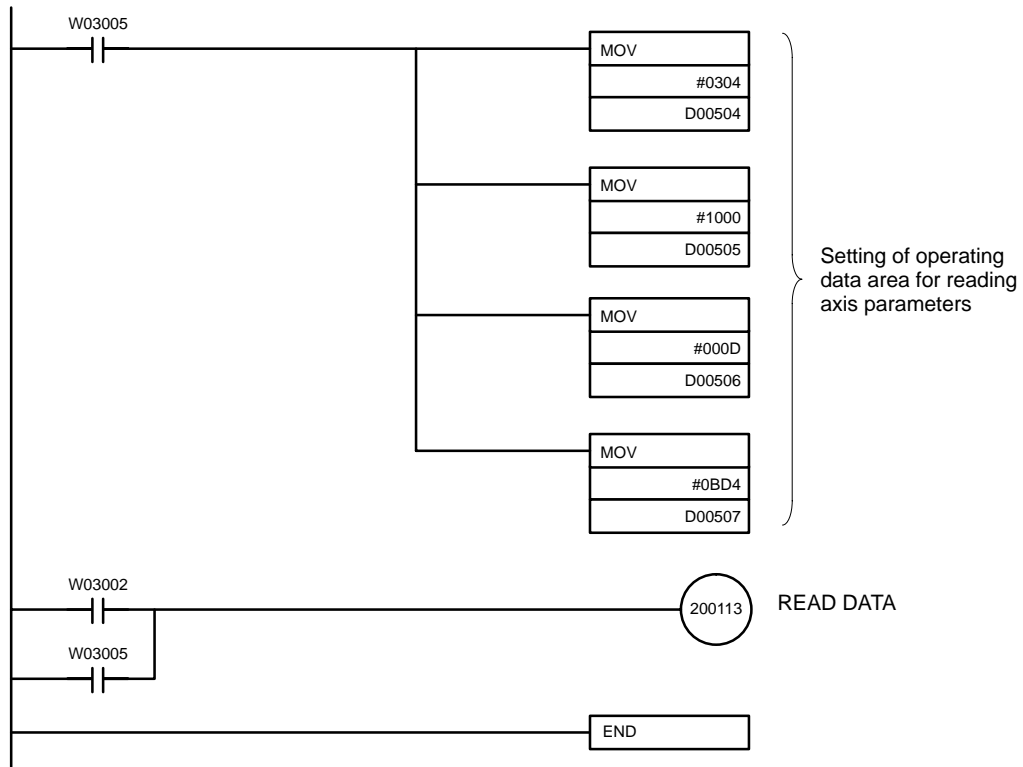 W03005
MOV
#0304
D00504
MOV
#1000
D00505
Setting of operating
data area for reading
axis parameters
MOV
#000D
D00506
MOV
#0BD4
D00507
W03002
200113
READ DATA
W03005
END